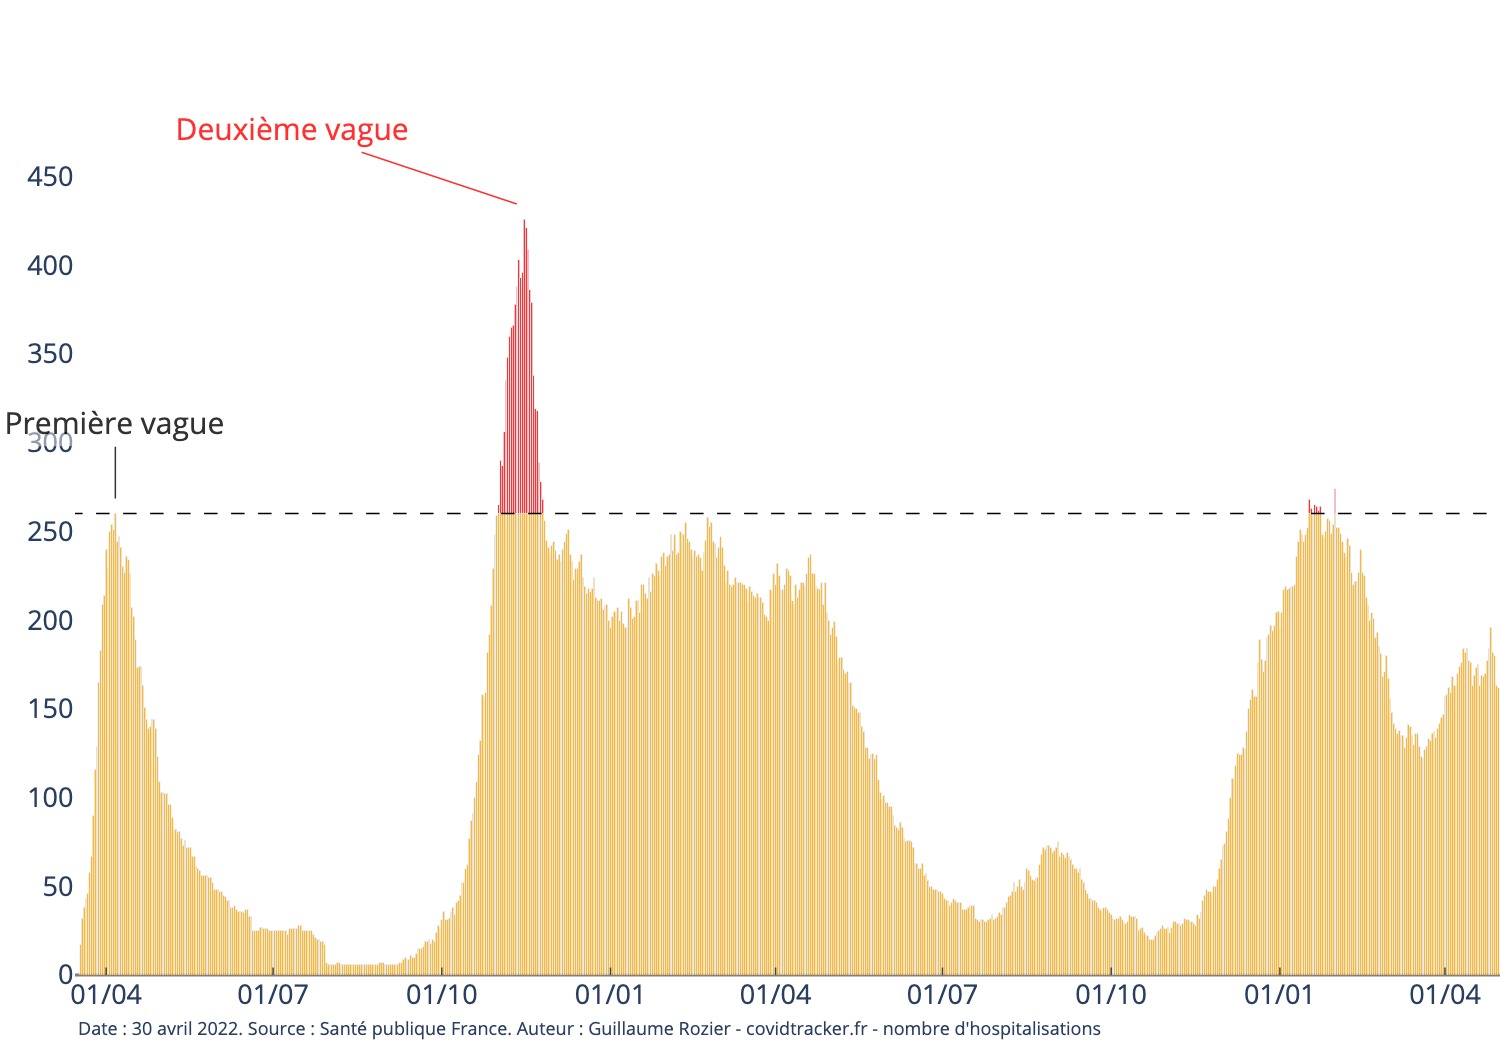 Deuxième vague
450
400
350
Première vague
300
250
200
150
100
50
0
01/04 01/07 01/10 01/01 01/04 01/07 01/10 01/01 01/04
Date : 30 avril 2022. Source : Santé publique France. Auteur : Guillaume Rozier - covidtracker.fr - nombre d'hospitalisations